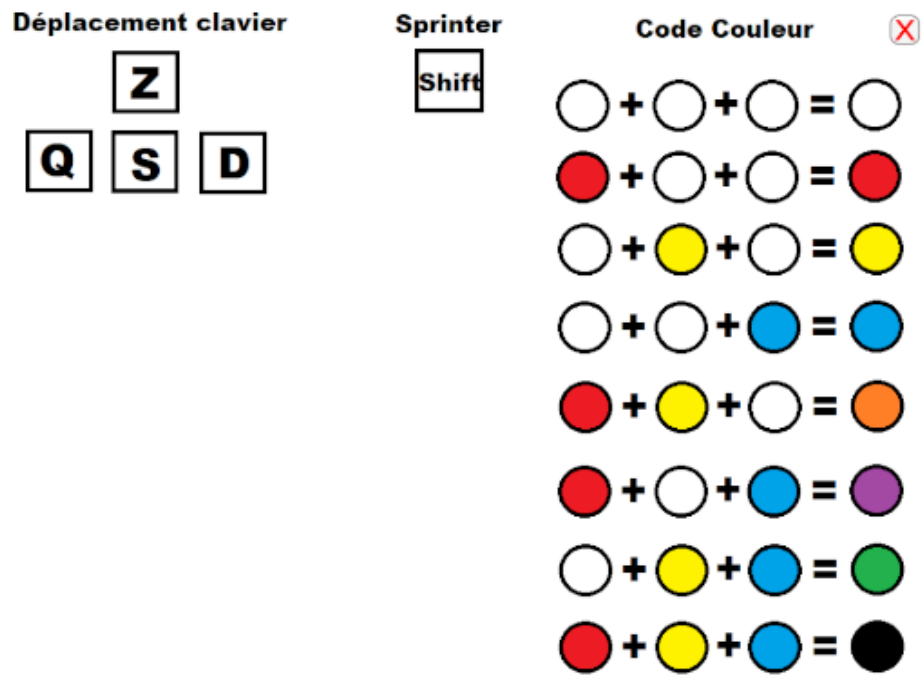 Déplacement clavier
Z
Q S D
Sprinter
Shift
Code Couleur
X
+ + =
+ + =
+ + =
+ + =
+ + =
+ + =
+ + =
+ + =